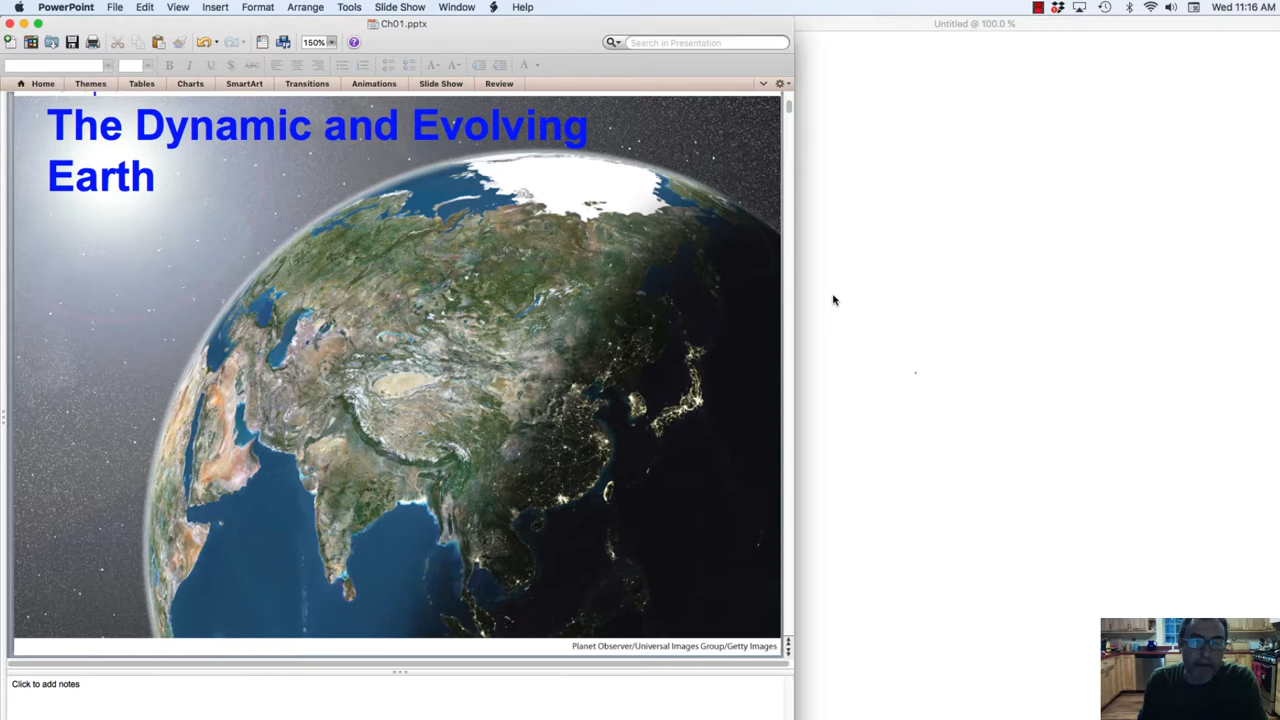 PowerPoint File Edit View Insert Format Arrange Tools Slide Show Window Help Wed 11:16 AM
Ch01.pptx
Untitled @ 100.0 %
150%
Search in Presentation
Home Themes Tables Charts SmartArt Transitions Animations Slide Show Review
The Dynamic and Evolving
Earth
Planet Observer/Universal Images Group/Getty Images
Click to add notes